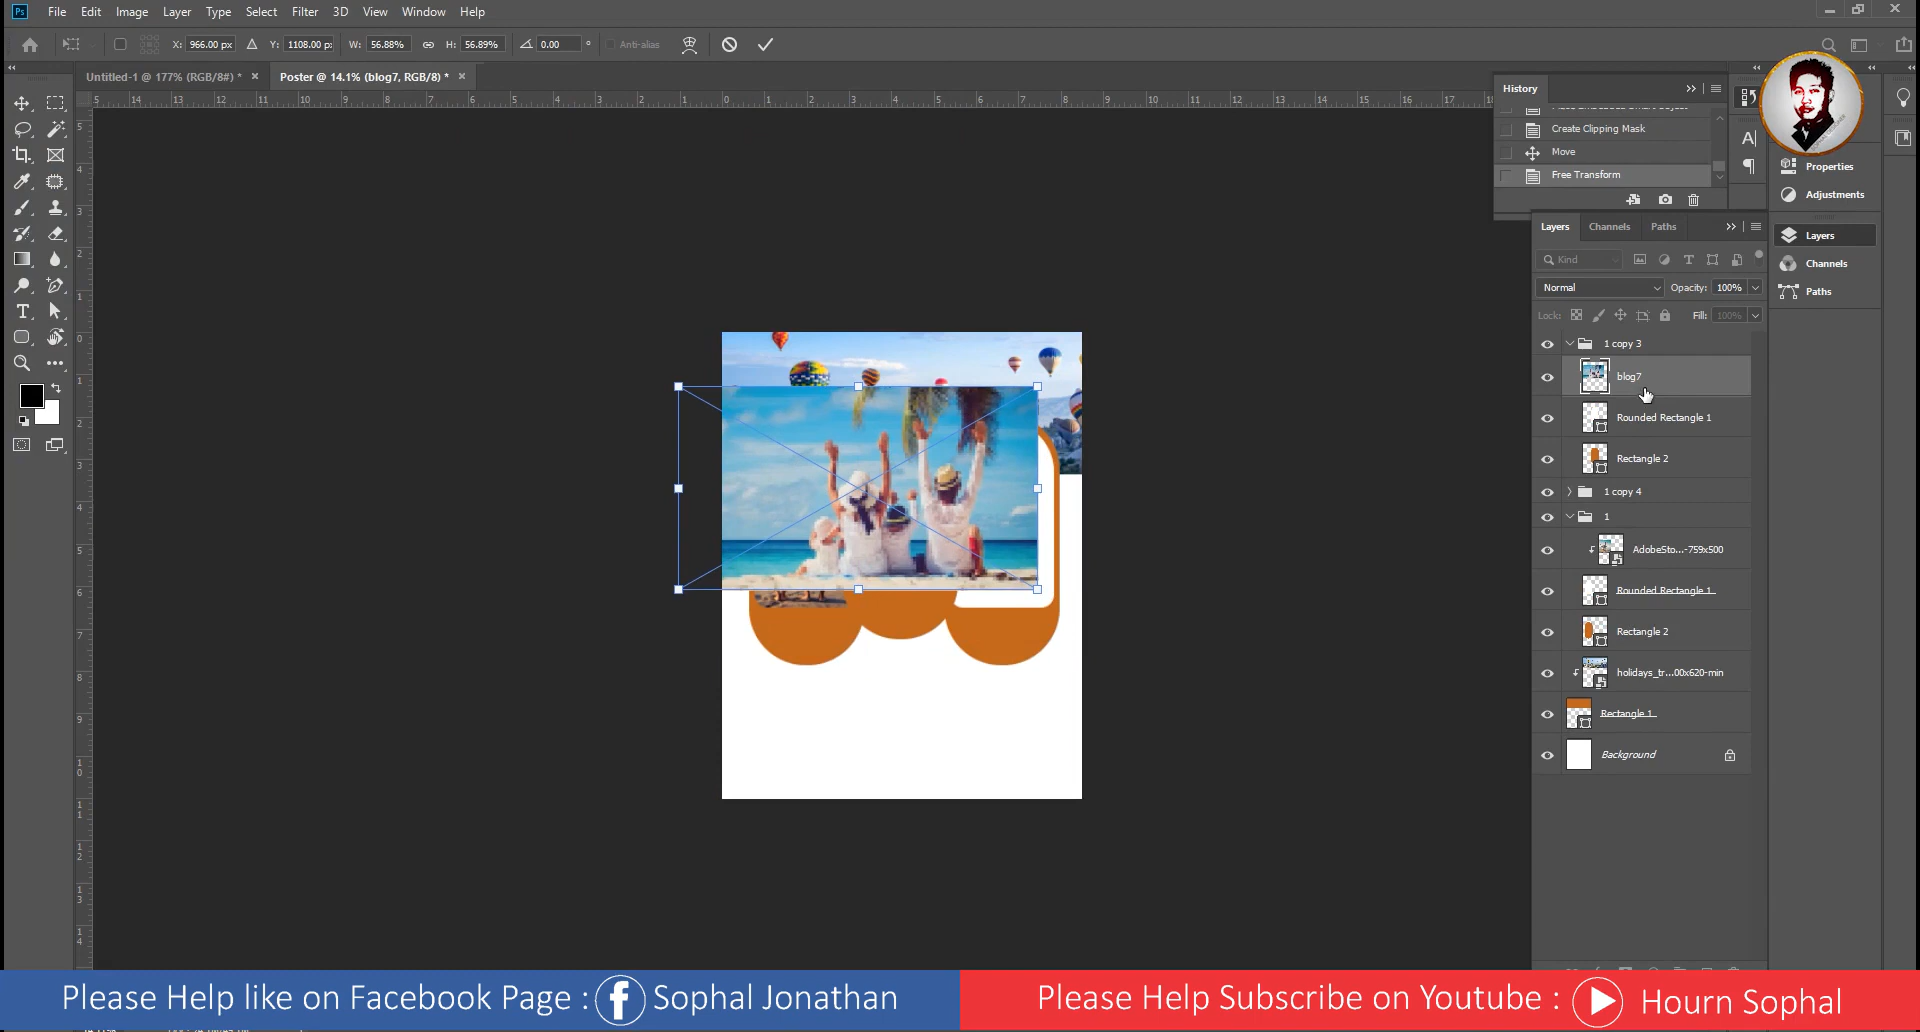 Ps File Edit Image Layer Type Select Filter 3D View Window Help
X: 966.00 px Y: 1108.00 p: W: 56.88% H: 56.89% 0.00 ° Anti-alias
Untitled-1 @ 177% (RGB/8#) * × Poster @ 14.1% (blog7, RGB/8) * ×
History
Create Clipping Mask
Move
Free Transform
Properties
Adjustments
Layers Channels Paths
Layers
Channels
Paths
Kind
Normal Opacity: 100%
Lock: Fill: 100%
1 copy 3
blog7
Rounded Rectangle 1
Rectangle 2
1 copy 4
1
AdobeSto...-759x500
Rounded Rectangle 1
Rectangle 2
holidays_tr...00x620-min
Rectangle 1
Background
Please Help like on Facebook Page : f Sophal Jonathan
Please Help Subscribe on Youtube : Hourn Sophal